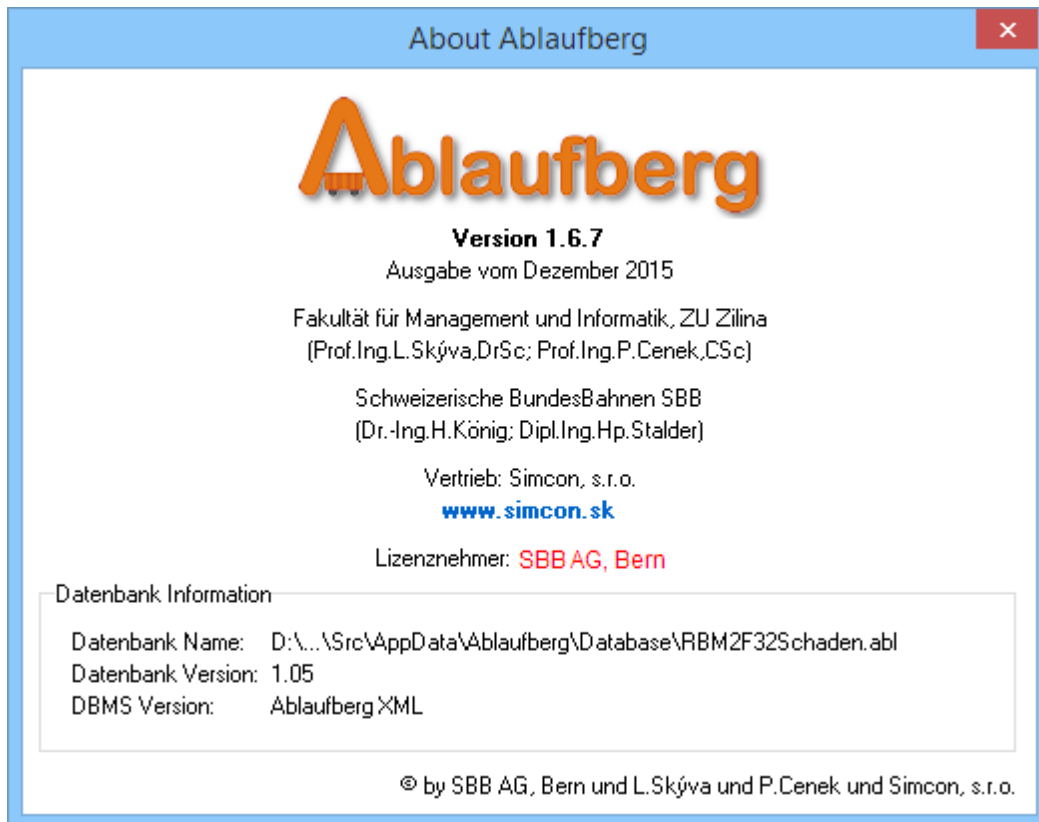 About Ablaufberg
Ablaufberg
Version 1.6.7
Ausgabe vom Dezember 2015
Fakultät für Management und Informatik, ZU Zilina
(Prof.Ing.L.Skýva,DrSc; Prof.Ing.P.Cenek,CSc)
Schweizerische BundesBahnen SBB
(Dr.-Ing.H.König; Dipl.Ing.Hp.Stalder)
Vertrieb: Simcon, s.r.o.
www.simcon.sk
Lizenznehmer: SBB AG, Bern
Datenbank Information
Datenbank Name: D:\...\Src\AppData\Ablaufberg\Database\RBM2F32Schaden.abl
Datenbank Version: 1.05
DBMS Version: Ablaufberg XML
© by SBB AG, Bern und L.Skýva und P.Cenek und Simcon, s.r.o.